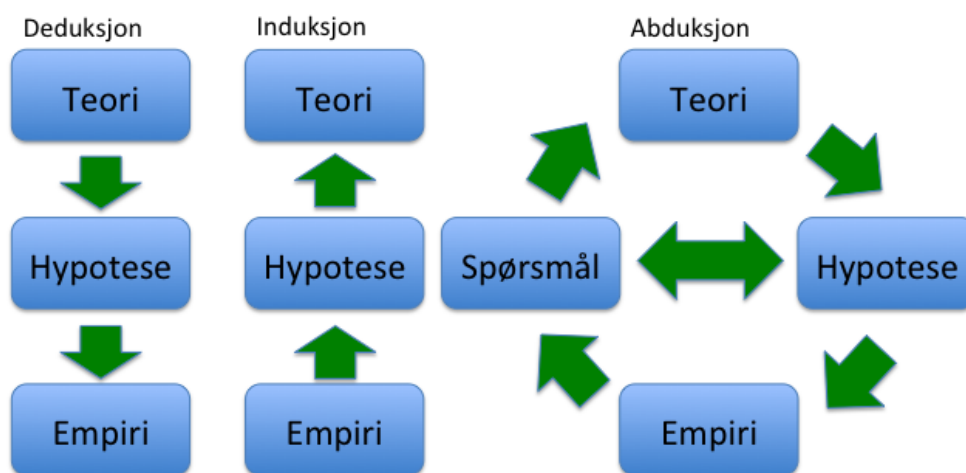 Deduksjon
Induksjon
Abduksjon
Teori
Teori
Teori
Hypotese
Hypotese
Spørsmål
Hypotese
Empiri
Empiri
Empiri